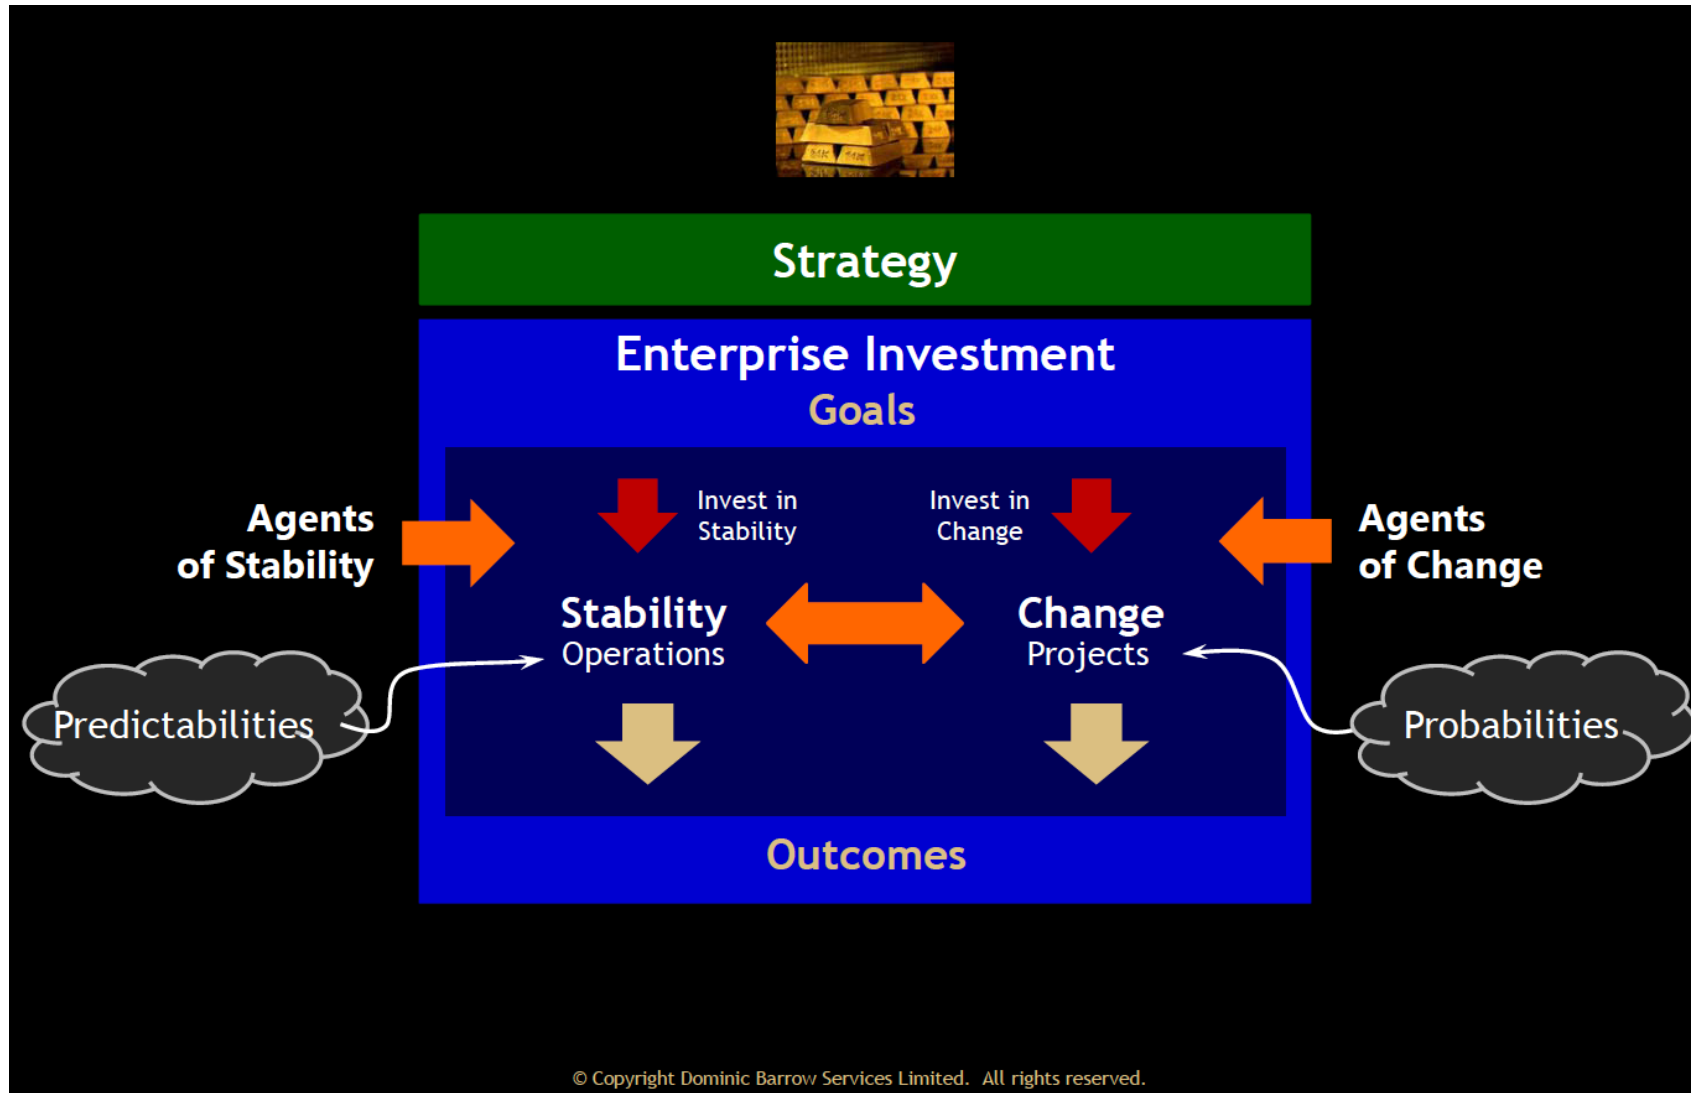 Strategy
Enterprise Investment
Goals
Agents
of Stability
Invest in
Stability
Invest in
Change
Agents
of Change
Stability
Operations
Change
Projects
Predictabilities
Probabilities
Outcomes
© Copyright Dominic Barrow Services Limited.  All rights reserved.